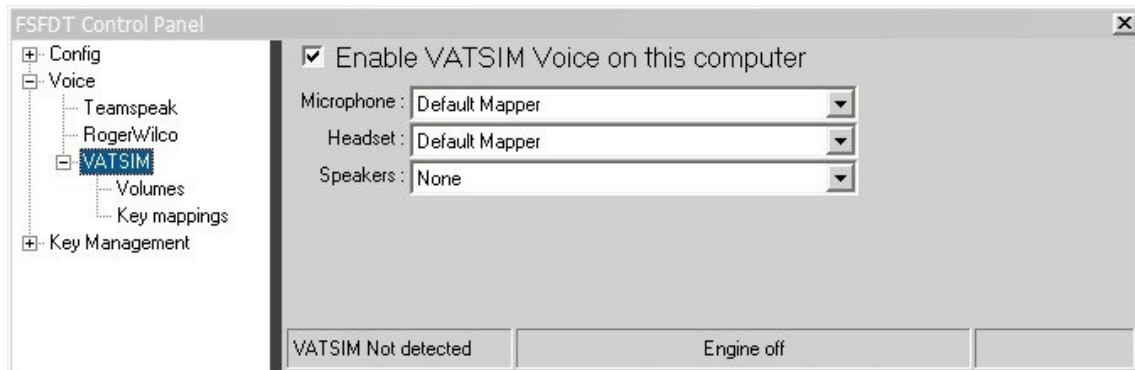 FSFDT Control Panel
Config
Voice
Teamspeak
RogerWilco
VATSIM
Volumes
Key mappings
Key Management
Enable VATSIM Voice on this computer
Microphone : Default Mapper
Headset : Default Mapper
Speakers : None
VATSIM Not detected
Engine off